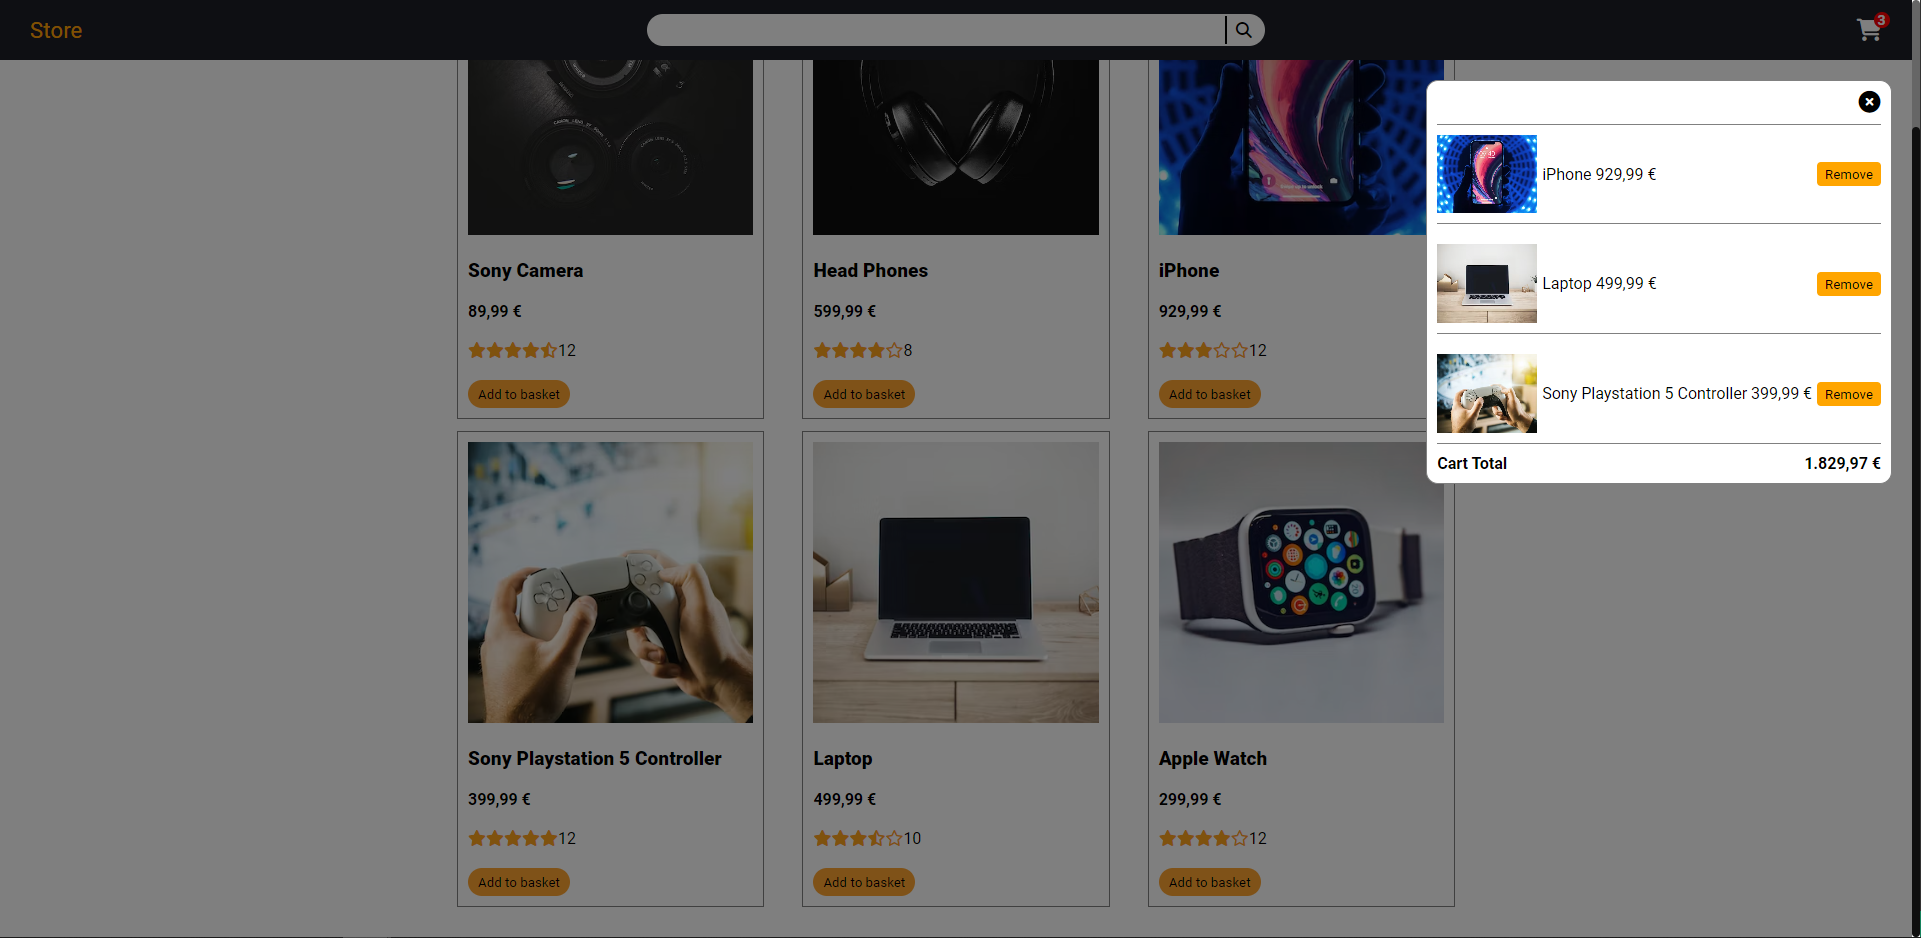 Store
3
iPhone 929,99 € Remove
Laptop 499,99 € Remove
Sony Playstation 5 Controller 399,99 € Remove
Cart Total 1.829,97 €
Sony Camera
89,99 €
12
Add to basket
Head Phones
599,99 €
8
Add to basket
iPhone
929,99 €
12
Add to basket
Sony Playstation 5 Controller
399,99 €
12
Add to basket
Laptop
499,99 €
10
Add to basket
Apple Watch
299,99 €
12
Add to basket